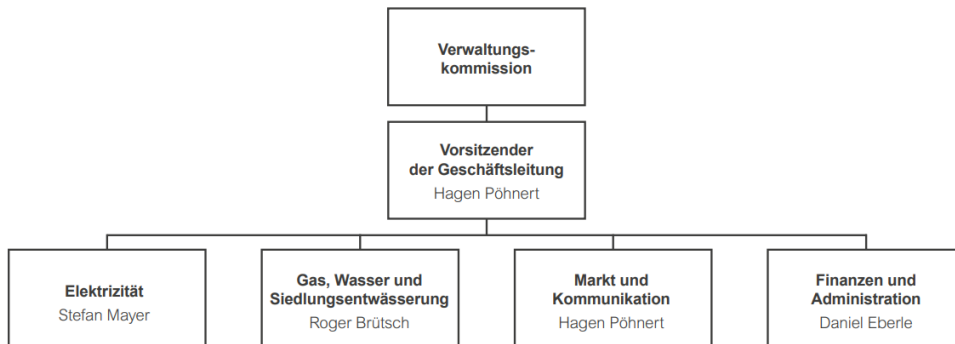 Verwaltungs-
kommission
Vorsitzender
der Geschäftsleitung
Hagen Pöhnert
Elektrizität
Stefan Mayer
Gas, Wasser und
Siedlungsentwässerung
Roger Brütsch
Markt und
Kommunikation
Hagen Pöhnert
Finanzen und
Administration
Daniel Eberle